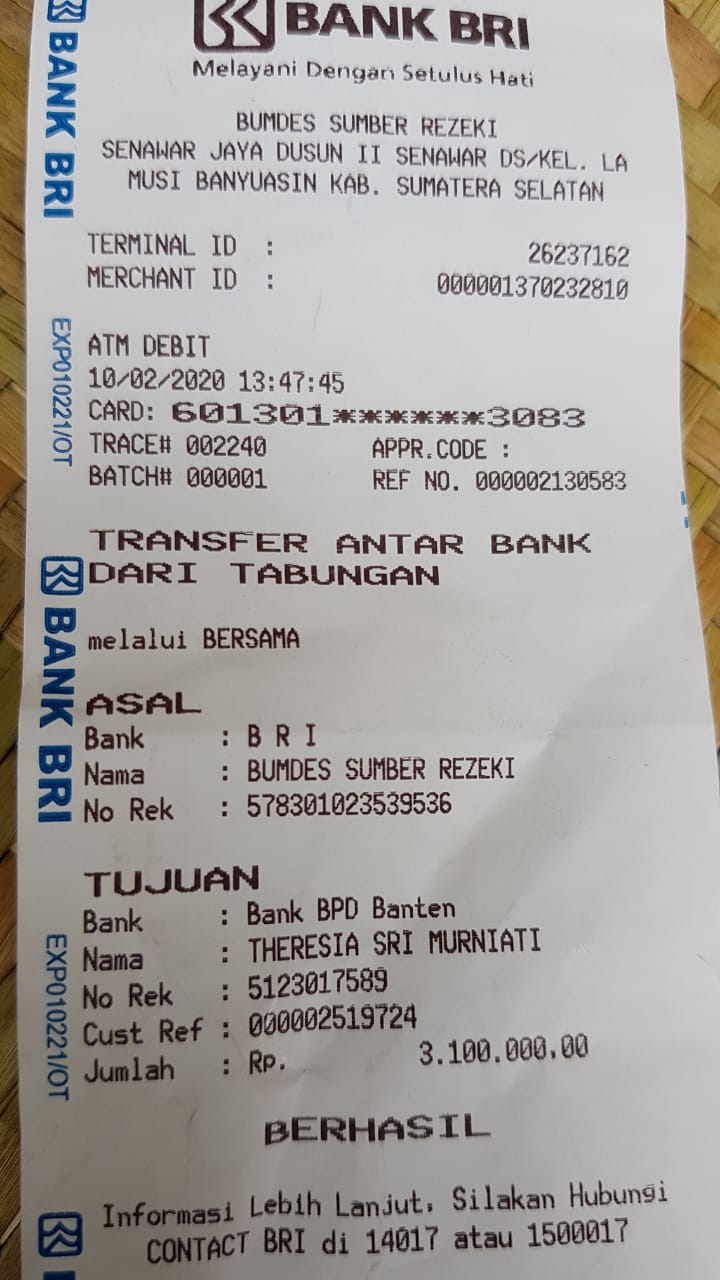 BANK BRI
Melayani Dengan Setulus Hati
BUMDES SUMBER REZEKI
SENAWAR JAYA DUSUN II SENAWAR DS/KEL. LA
MUSI BANYUASIN KAB. SUMATERA SELATAN
TERMINAL ID : 26237162
MERCHANT ID : 000001370232810
ATM DEBIT
10/02/2020 13:47:45
CARD: 601301******3083
TRACE# 002240 APPR.CODE :
BATCH# 000001 REF NO. 000002130583
TRANSFER ANTAR BANK
DARI TABUNGAN
melalui BERSAMA
ASAL
Bank : B R I
Nama : BUMDES SUMBER REZEKI
No Rek : 578301023539536
TUJUAN
Bank : Bank BPD Banten
Nama : THERESIA SRI MURNIATI
No Rek : 5123017589
Cust Ref : 000002519724
Jumlah : Rp. 3.100.000,00
BERHASIL
Informasi Lebih Lanjut, Silakan Hubungi
CONTACT BRI di 14017 atau 1500017
BANK BRI
EXP010221/OT
BANK BRI
EXP010221/OT